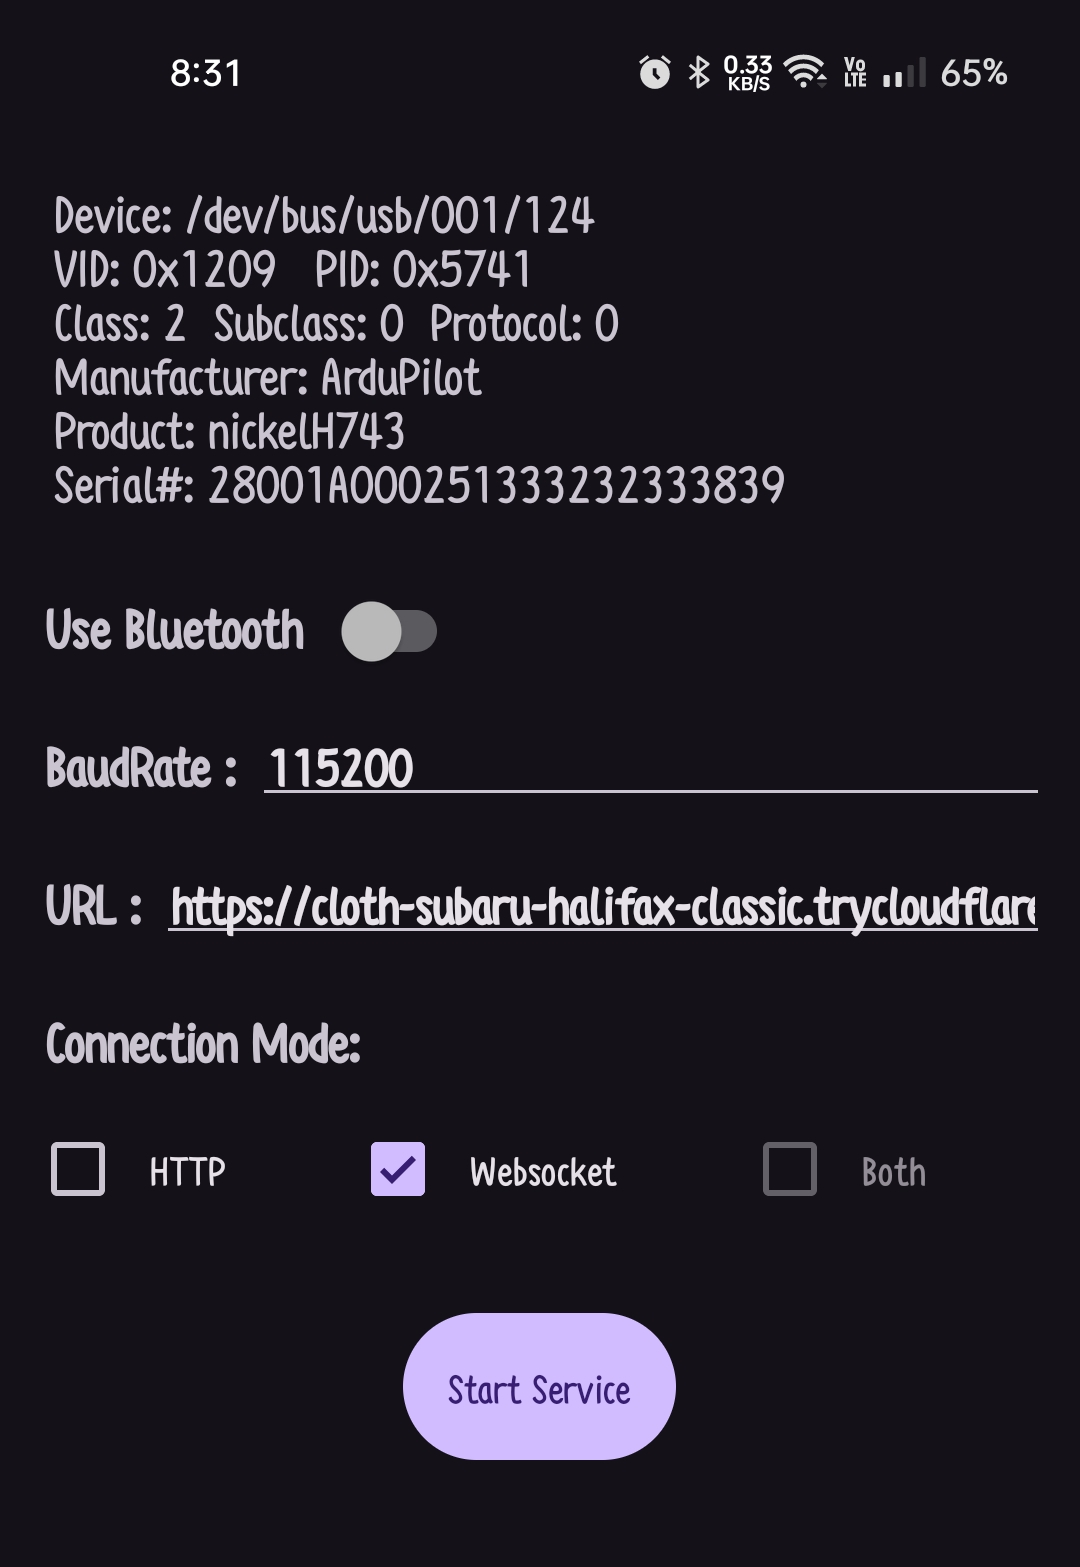 8:31 0.33 KB/S Vo LTE 65%
Device: /dev/bus/usb/001/124
VID: 0x1209 PID: 0x5741
Class: 2 Subclass: 0 Protocol: 0
Manufacturer: ArduPilot
Product: nickelH743
Serial#: 28001A000251333232333839
Use Bluetooth
BaudRate : 115200
URL : https://cloth-subaru-halifax-classic.trycloudflare
Connection Mode:
HTTP Websocket Both
Start Service